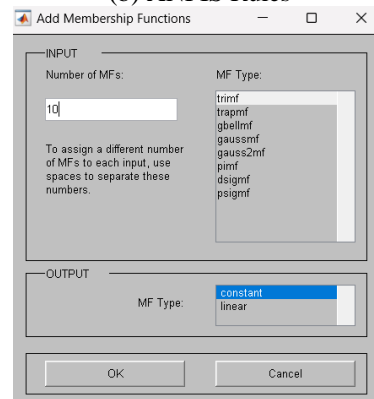 (b) ANFIS Rules
Add Membership Functions
INPUT
Number of MFs:
10
To assign a different number
of MFs to each input, use
spaces to separate these
numbers.
MF Type:
trimf
trapmf
gbellmf
gaussmf
gauss2mf
pimf
dsigmf
psigmf
OUTPUT
MF Type:
constant
linear
OK
Cancel